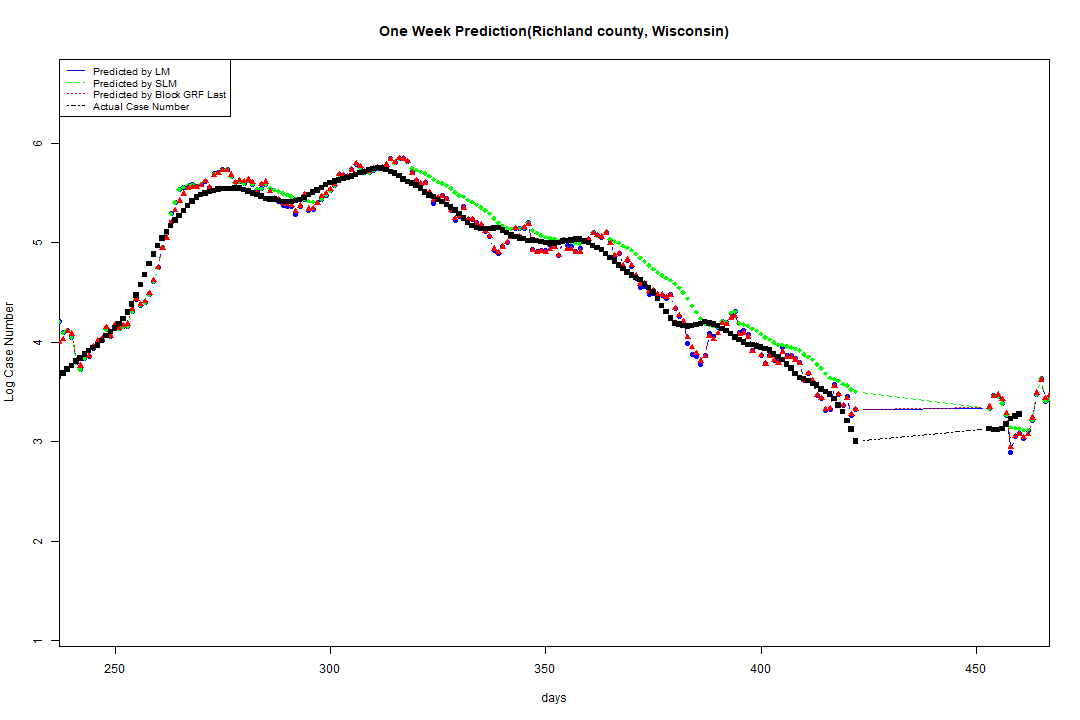 One Week Prediction(Richland county, Wisconsin)
Predicted by LM
Predicted by SLM
Predicted by Block GRF Last
Actual Case Number
6
5
4
3
2
1
Log Case Number
250 300 350 400 450
days